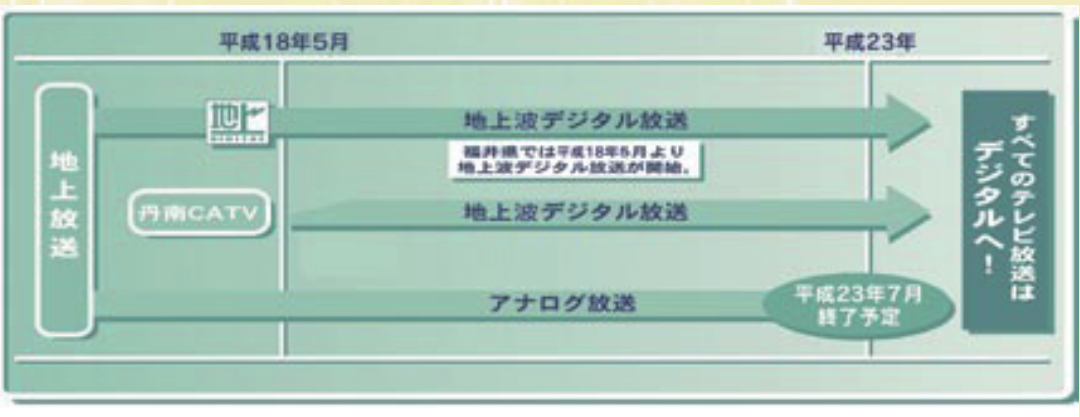 平成18年5月
平成23年
地上放送
地
DIGITAL
地上波デジタル放送
福井県では平成18年5月より
地上波デジタル放送が開始。
丹南CATV
地上波デジタル放送
アナログ放送
平成23年7月
終了予定
すべてのテレビ放送は
デジタルへ!